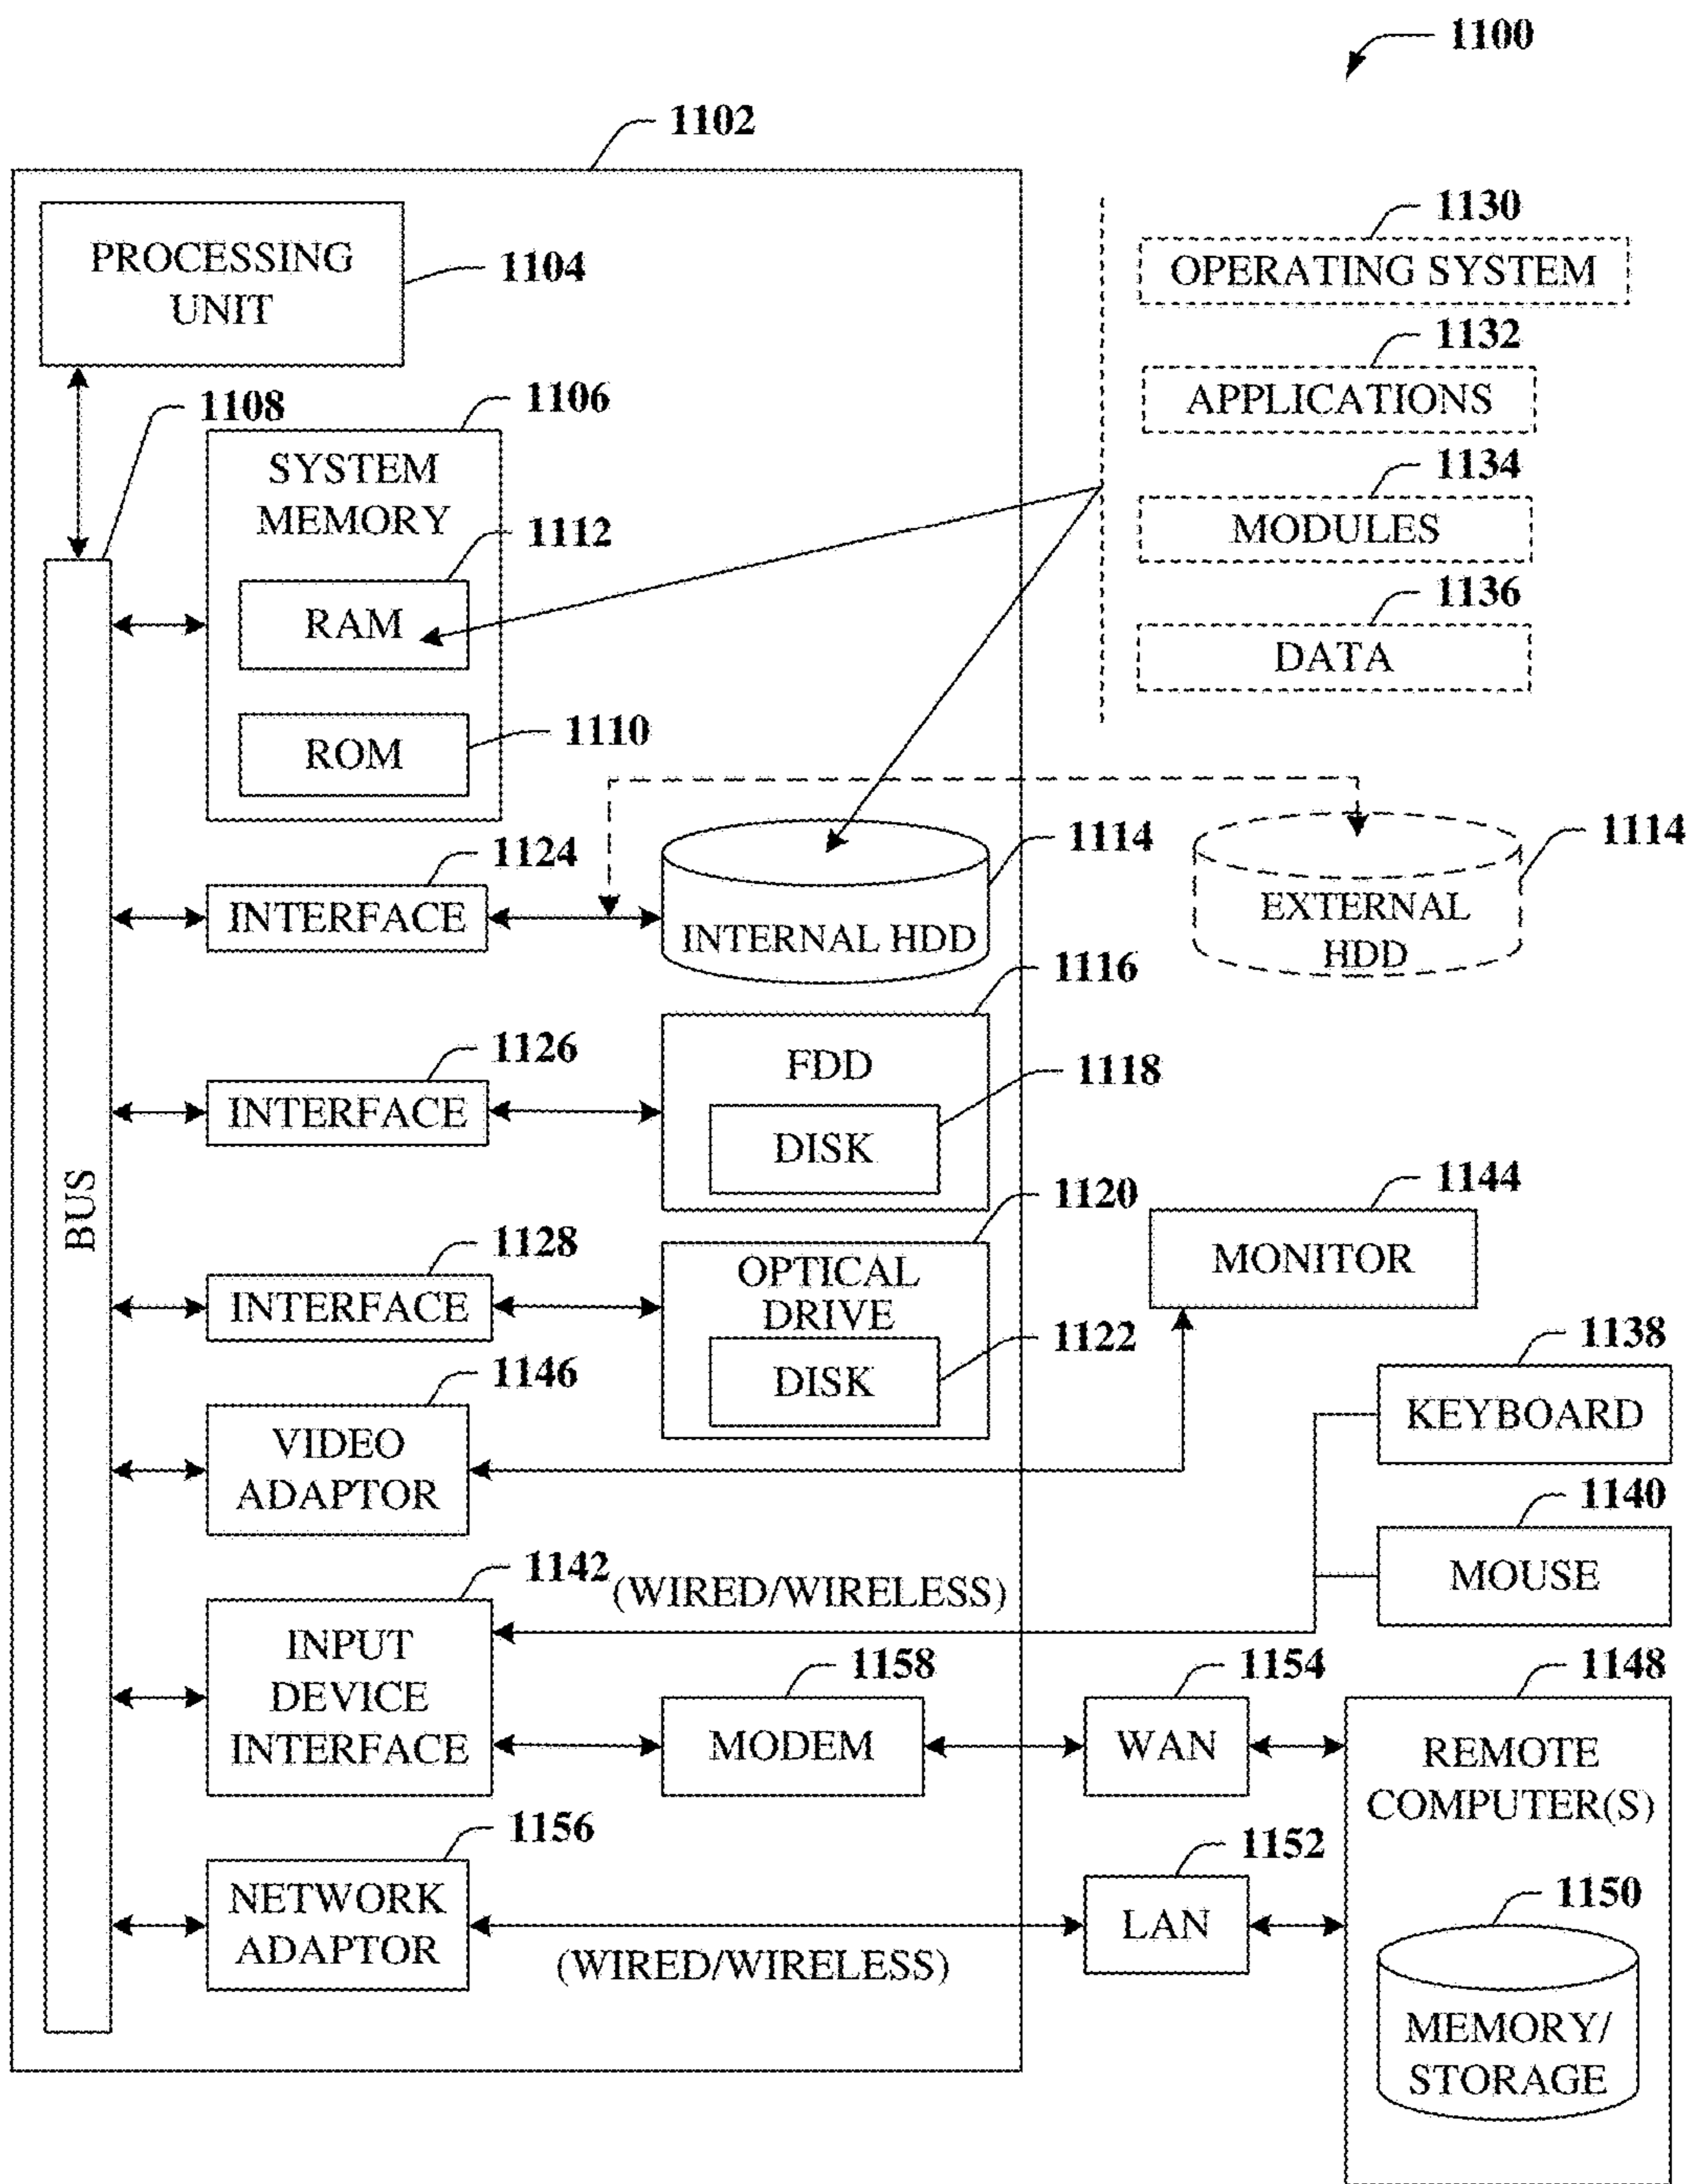 1100
1102
PROCESSING
UNIT
1104
1130
OPERATING SYSTEM
1132
APPLICATIONS
1134
MODULES
1136
DATA
1108
1106
SYSTEM
MEMORY
1112
RAM
1110
ROM
BUS
1124
INTERFACE
1114
INTERNAL HDD
1114
EXTERNAL
HDD
1126
INTERFACE
1116
FDD
1118
DISK
1128
INTERFACE
1120
OPTICAL
DRIVE
1122
DISK
1144
MONITOR
1146
VIDEO
ADAPTOR
1138
KEYBOARD
1140
MOUSE
1142
(WIRED/WIRELESS)
INPUT
DEVICE
INTERFACE
1158
MODEM
1154
WAN
1148
REMOTE
COMPUTER(S)
1156
NETWORK
ADAPTOR
(WIRED/WIRELESS)
1152
LAN
1150
MEMORY/
STORAGE